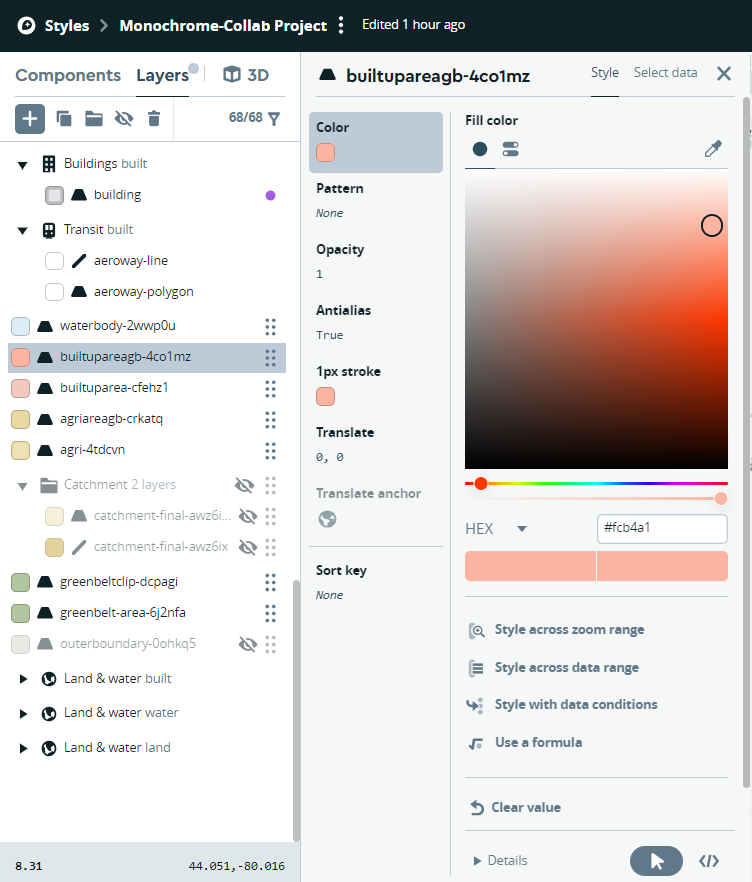 Styles > Monochrome-Collab Project Edited 1 hour ago
Components Layers 3D
68/68
Buildings built
building
Transit built
aeroway-line
aeroway-polygon
waterbody-2wwp0u
builtupareagb-4co1mz
builtuparea-cfehz1
agriareagb-crkatq
agri-4tdcvn
Catchment 2 layers
catchment-final-awz6i...
catchment-final-awz6ix
greenbeltclip-dcpagi
greenbelt-area-6j2nfa
outerboundary-0ohkq5
Land & water built
Land & water water
Land & water land
8.31 44.051,-80.016
builtupareagb-4co1mz Style Select data
Color
Pattern
None
Opacity
1
Antialias
True
1px stroke
Translate
0, 0
Translate anchor
Sort key
None
Fill color
HEX #fcb4a1
Style across zoom range
Style across data range
Style with data conditions
Use a formula
Clear value
Details